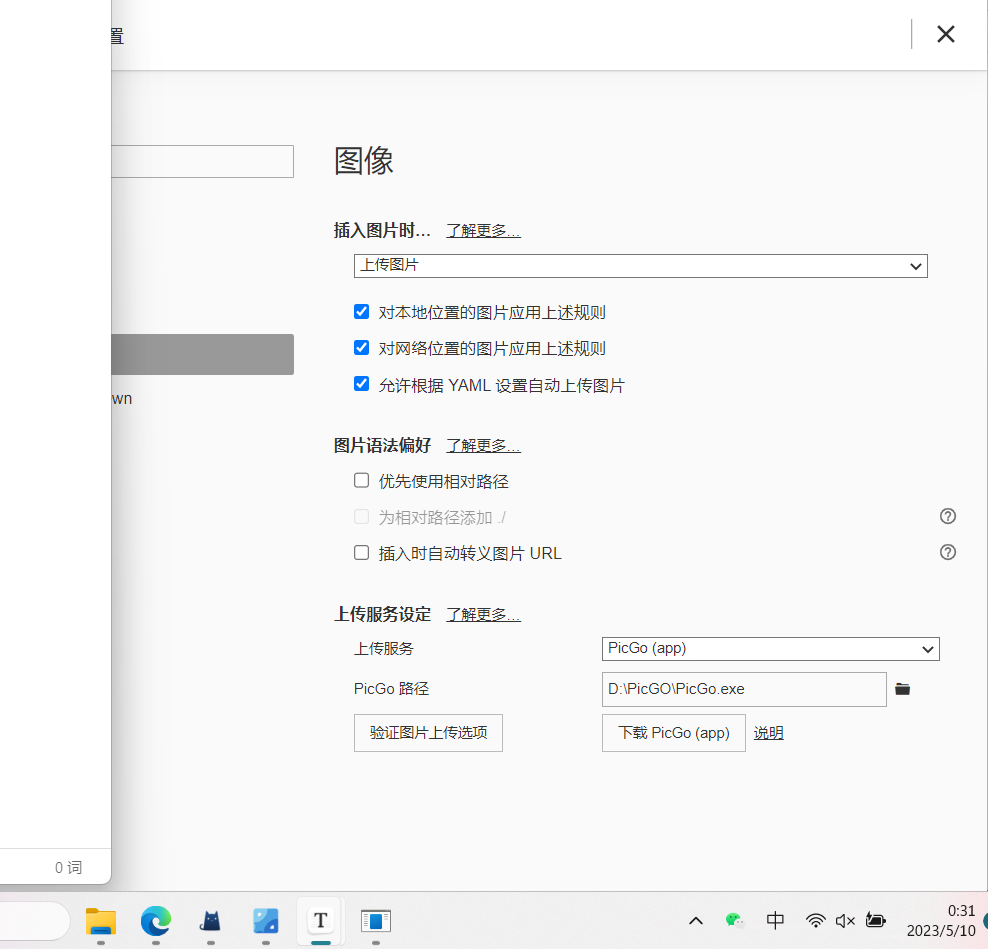 置
图像
插入图片时... 了解更多...
上传图片
对本地位置的图片应用上述规则
对网络位置的图片应用上述规则
允许根据 YAML 设置自动上传图片
wn
图片语法偏好 了解更多...
优先使用相对路径
为相对路径添加 ./
插入时自动转义图片 URL
上传服务设定 了解更多...
上传服务 PicGo (app)
PicGo 路径 D:\PicGO\PicGo.exe
验证图片上传选项 下载 PicGo (app) 说明
0 词
T
中
0:31
2023/5/10